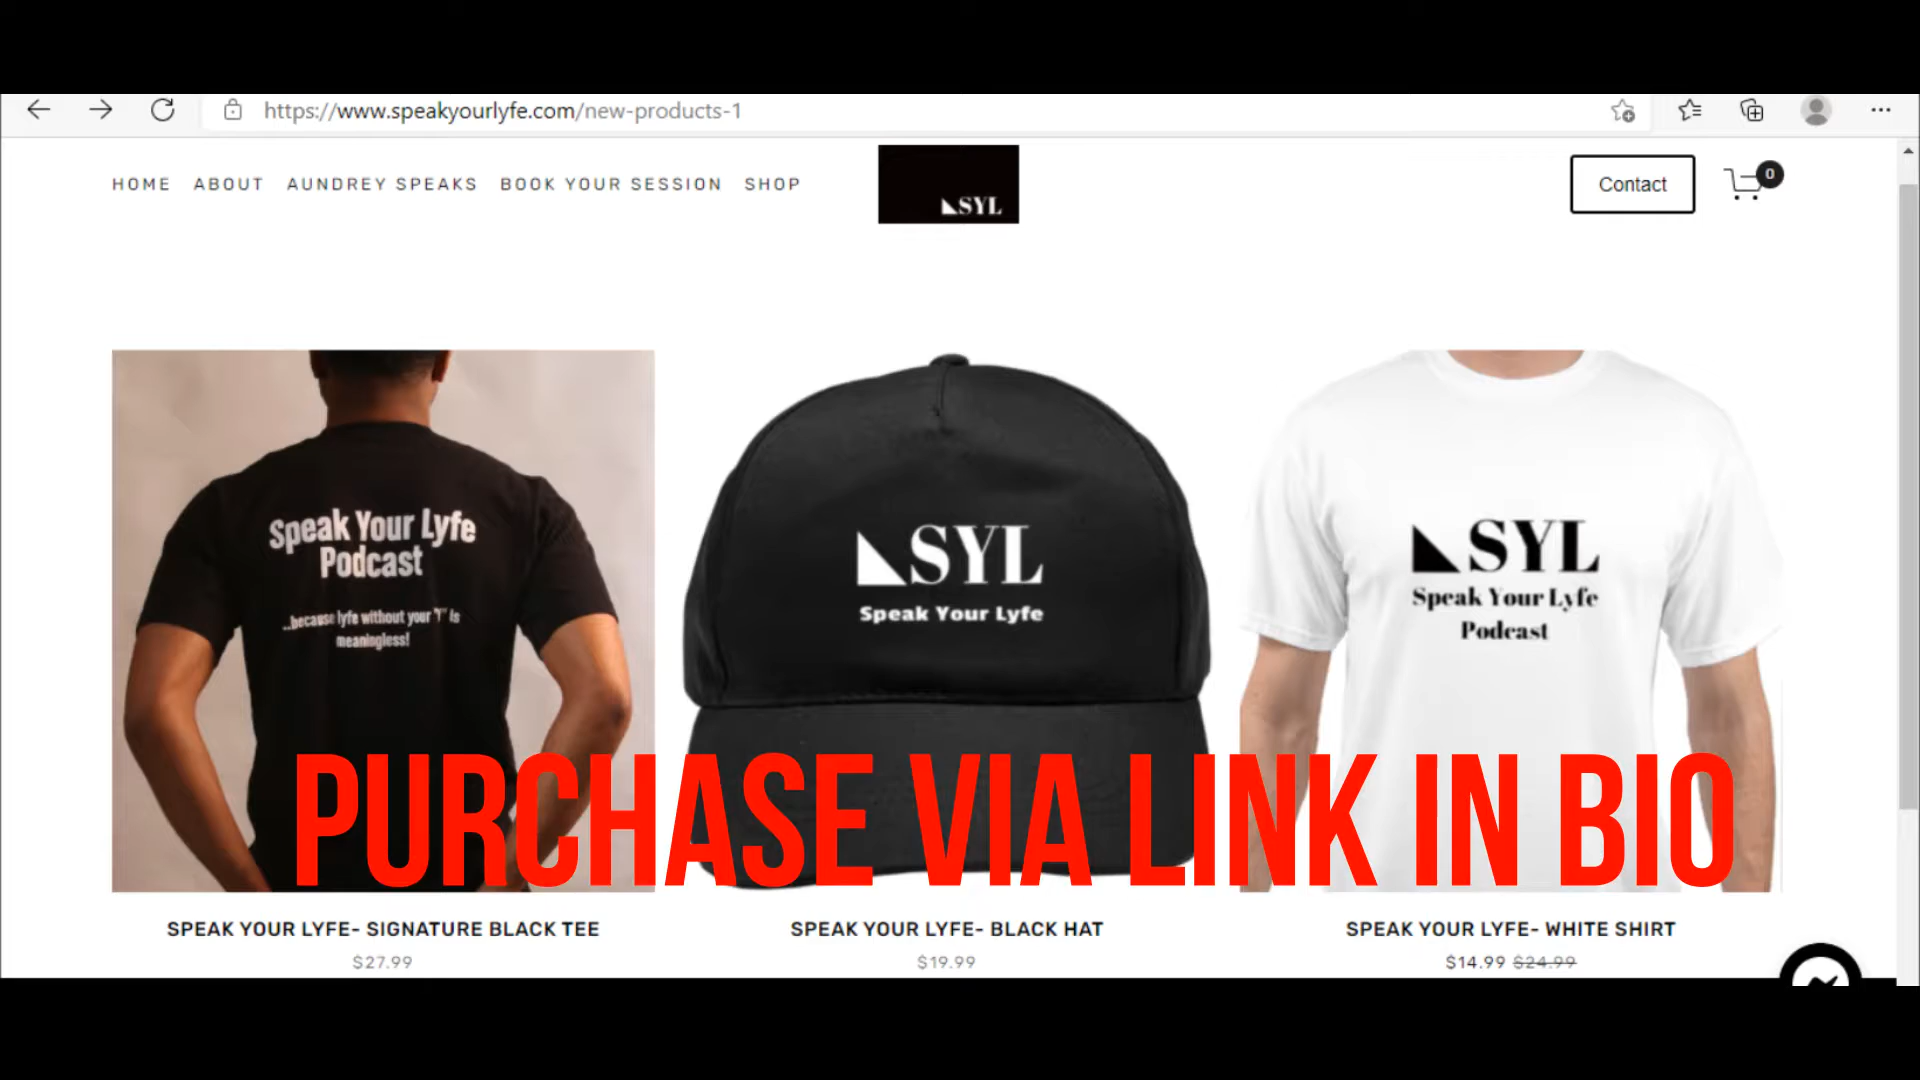 https://www.speakyourlyfe.com/new-products-1
HOME ABOUT AUNDREY SPEAKS BOOK YOUR SESSION SHOP
SYL
Contact
0
Speak Your Lyfe
Podcast
...because lyfe without your "I" is
meaningless!
SYL
Speak Your Lyfe
SYL
Speak Your Lyfe
Podcast
PURCHASE VIA LINK IN BIO
SPEAK YOUR LYFE- SIGNATURE BLACK TEE
$27.99
SPEAK YOUR LYFE- BLACK HAT
$19.99
SPEAK YOUR LYFE- WHITE SHIRT
$14.99 $24.99